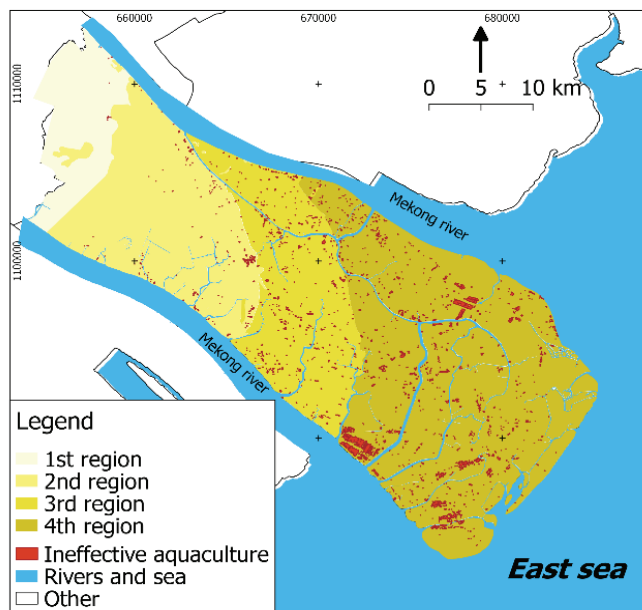 660000 670000 680000
1110000
0 5 10 km
Mekong river
1100000
Mekong river
Legend
1st region
2nd region
3rd region
4th region
Ineffective aquaculture
Rivers and sea
Other
East sea